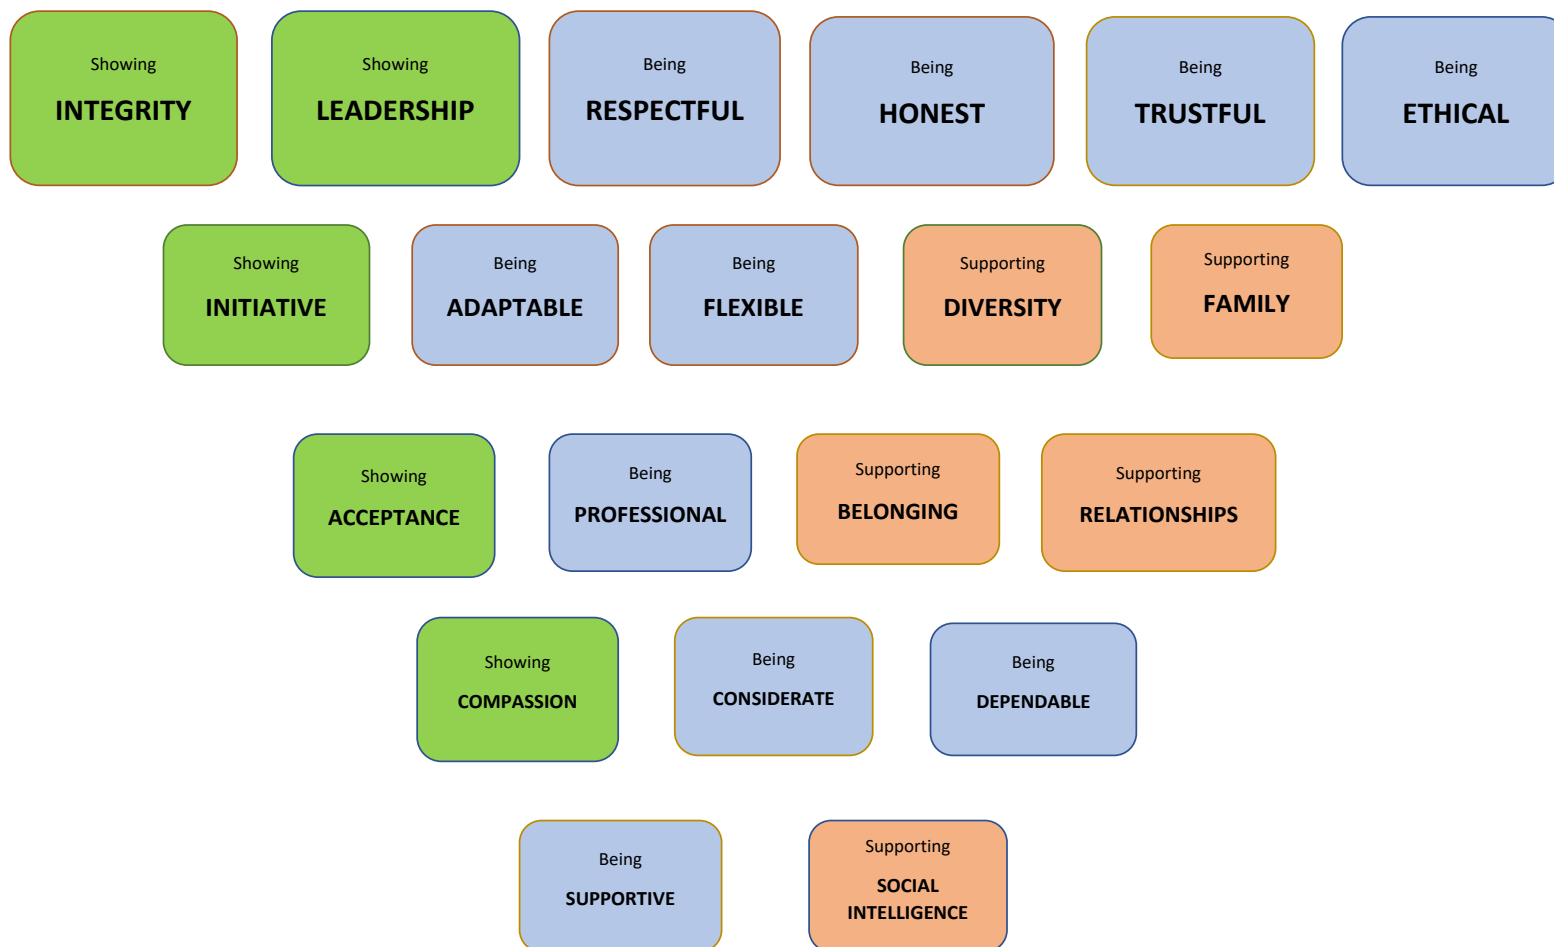 Showing
INTEGRITY
Showing
LEADERSHIP
Being
RESPECTFUL
Being
HONEST
Being
TRUSTFUL
Being
ETHICAL
Showing
INITIATIVE
Being
ADAPTABLE
Being
FLEXIBLE
Supporting
DIVERSITY
Supporting
FAMILY
Showing
ACCEPTANCE
Being
PROFESSIONAL
Supporting
BELONGING
Supporting
RELATIONSHIPS
Showing
COMPASSION
Being
CONSIDERATE
Being
DEPENDABLE
Being
SUPPORTIVE
Supporting
SOCIAL
INTELLIGENCE